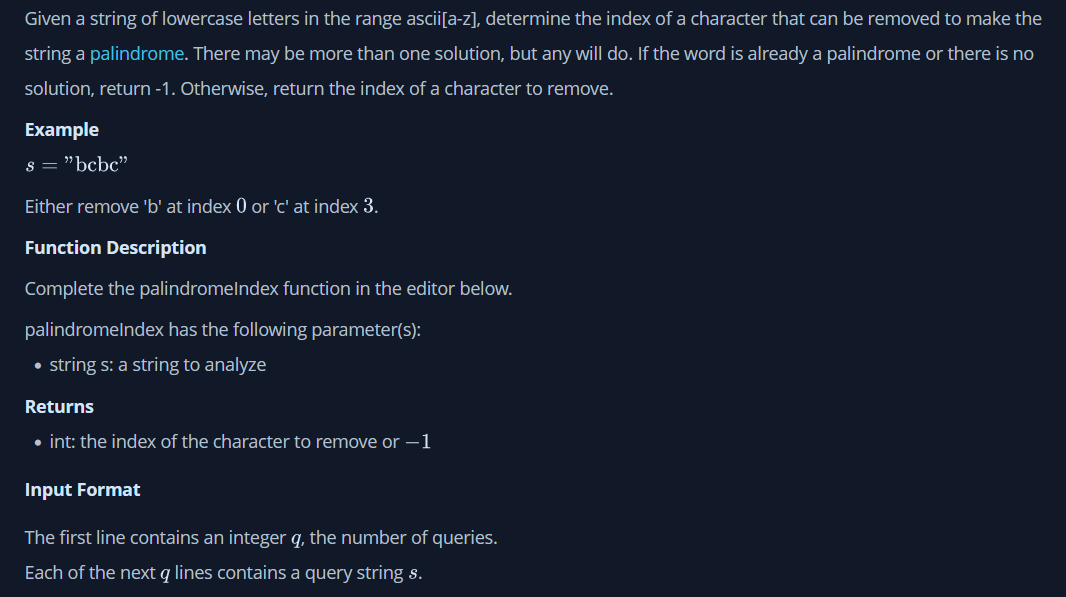 Given a string of lowercase letters in the range ascii[a-z], determine the index of a character that can be removed to make the
string a palindrome. There may be more than one solution, but any will do. If the word is already a palindrome or there is no
solution, return -1. Otherwise, return the index of a character to remove.
Example
s = ”bcbc”
Either remove 'b' at index 0 or 'c' at index 3.
Function Description
Complete the palindromeIndex function in the editor below.
palindromeIndex has the following parameter(s):
• string s: a string to analyze
Returns
• int: the index of the character to remove or −1
Input Format
The first line contains an integer q, the number of queries.
Each of the next q lines contains a query string s.